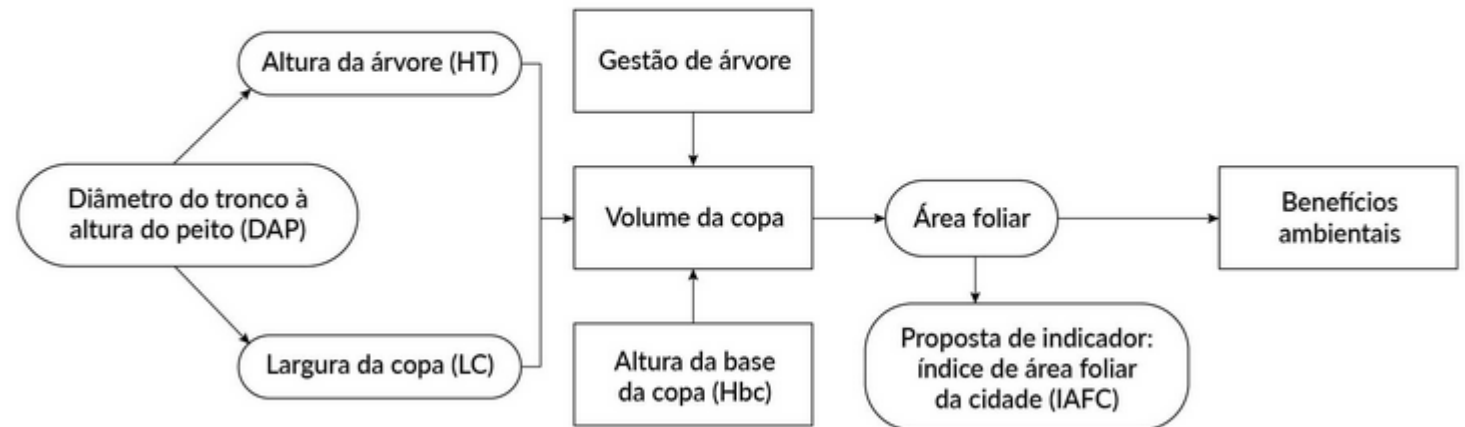 Altura da árvore (HT)
Gestão de árvore
Diâmetro do tronco à
altura do peito (DAP)
Volume da copa
Área foliar
Benefícios
ambientais
Largura da copa (LC)
Altura da base
da copa (Hbc)
Proposta de indicador:
índice de área foliar
da cidade (IAFC)